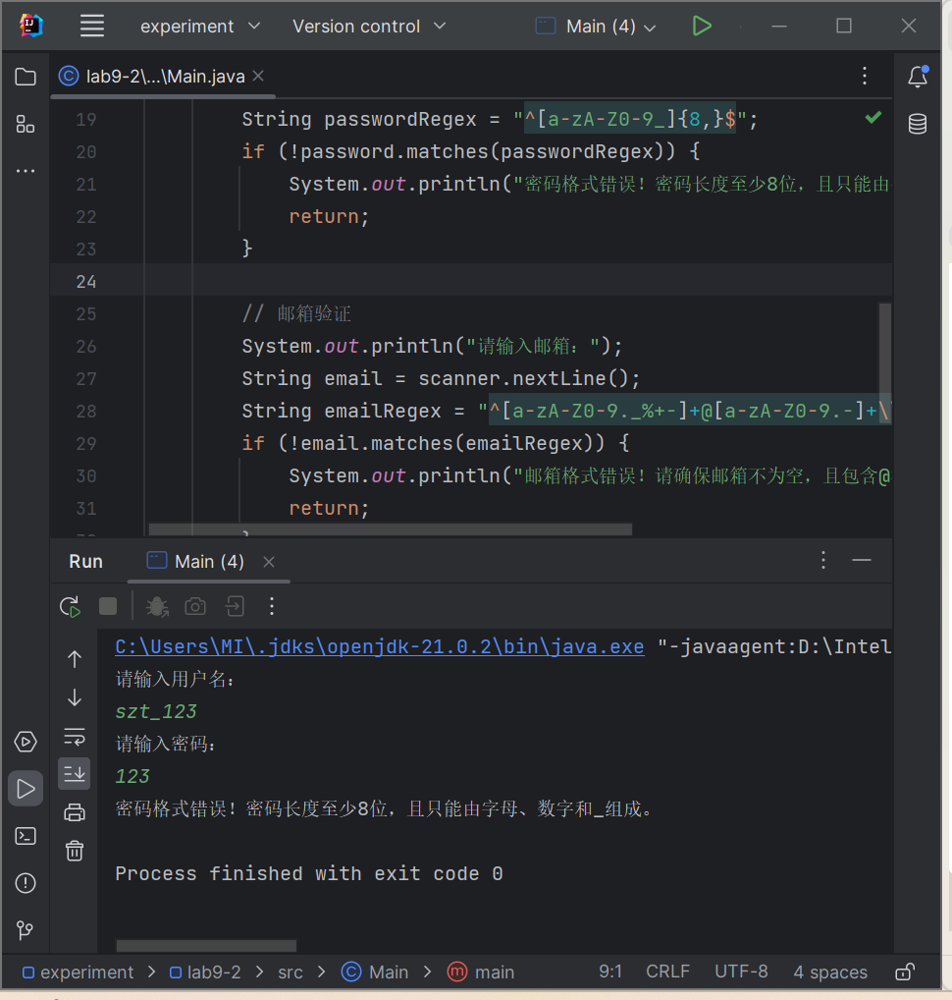 experiment Version control Main (4)
lab9-2\...\Main.java
19 String passwordRegex = "^[a-zA-Z0-9_]{8,}$";
20 if (!password.matches(passwordRegex)) {
21 System.out.println("密码格式错误！密码长度至少8位，且只能由
22 return;
23 }
24
25 // 邮箱验证
26 System.out.println("请输入邮箱：");
27 String email = scanner.nextLine();
28 String emailRegex = "^[a-zA-Z0-9._%+-]+@[a-zA-Z0-9.-]+\
29 if (!email.matches(emailRegex)) {
30 System.out.println("邮箱格式错误！请确保邮箱不为空，且包含@
31 return;
Run Main (4)
C:\Users\MI\.jdks\openjdk-21.0.2\bin\java.exe "-javaagent:D:\Intel
请输入用户名：
szt_123
请输入密码：
123
密码格式错误！密码长度至少8位，且只能由字母、数字和_组成。
Process finished with exit code 0
experiment > lab9-2 > src > Main > main 9:1 CRLF UTF-8 4 spaces